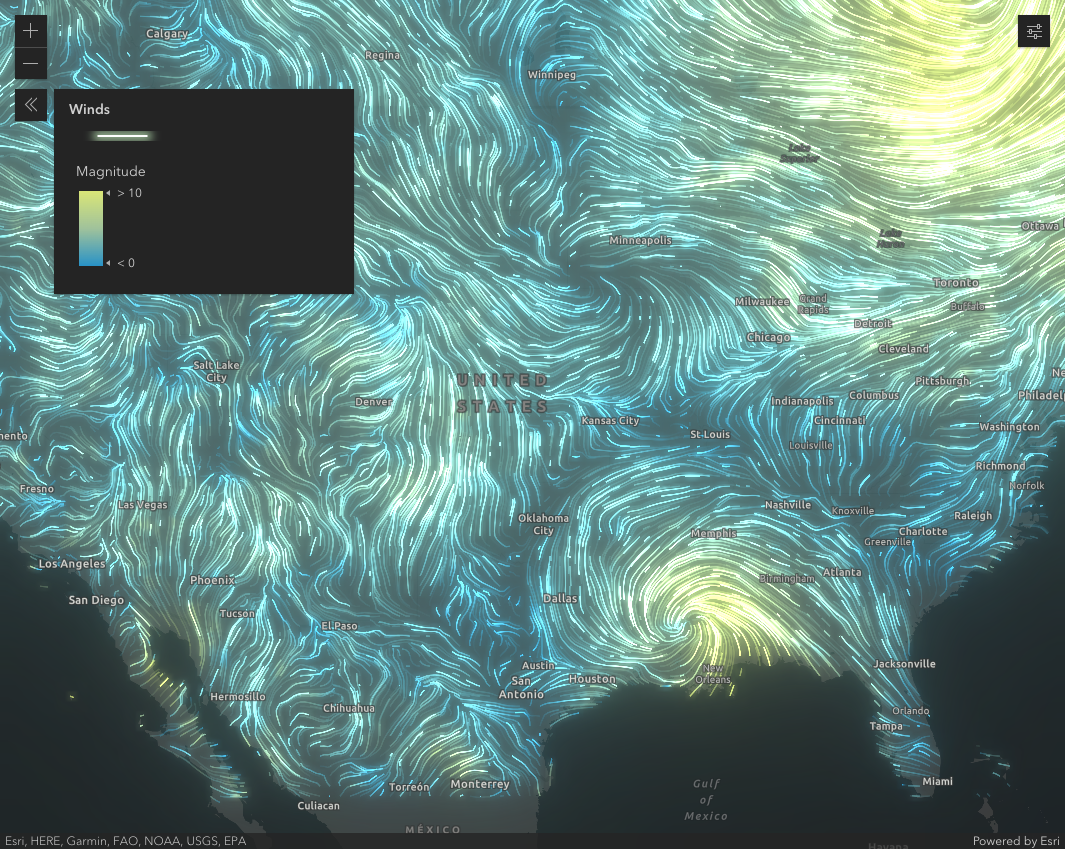 Calgary
Regina
Winnipeg
Winds
Magnitude
> 10
< 0
Lake
Superior
Minneapolis
Lake
Huron
Ottawa
Toronto
Milwaukee
Grand
Rapids
Buffalo
Detroit
Chicago
Cleveland
Salt Lake
City
UNITED
STATES
Denver
Pittsburgh
Ne
Columbus
Philadelp
Indianapolis
Kansas City
Cincinnati
Washington
mento
St Louis
Louisville
Richmond
Fresno
Norfolk
Las Vegas
Nashville
Knoxville
Raleigh
Oklahoma
City
Memphis
Charlotte
Greenville
Los Angeles
Phoenix
Birmingham
Atlanta
San Diego
Dallas
Tucson
El Paso
Austin
Jacksonville
San
Antonio
Houston
New
Orleans
Hermosillo
Chihuahua
Orlando
Tampa
Torreón
Monterrey
Miami
Gulf
of
Mexico
Culiacan
MÉXICO
Havana
Esri, HERE, Garmin, FAO, NOAA, USGS, EPA
Powered by Esri